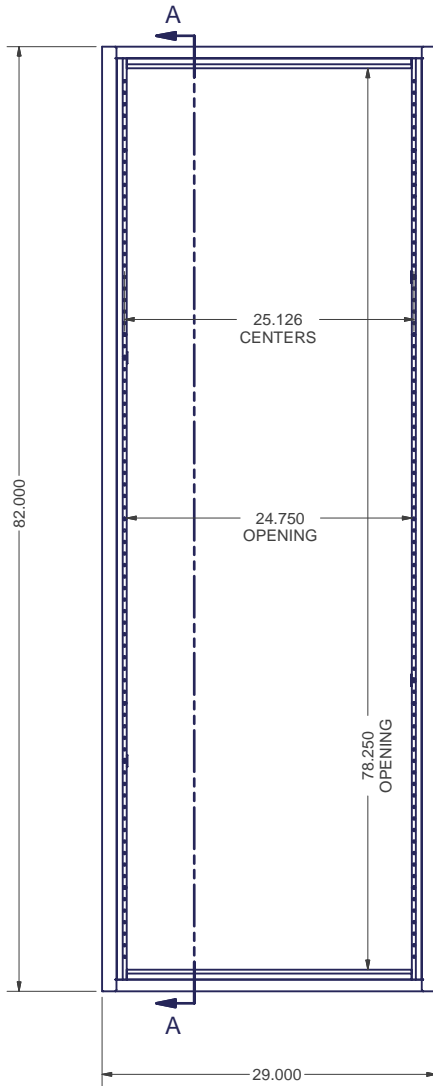 A
25.126
CENTERS
82.000
24.750
OPENING
78.250
OPENING
A
29.000